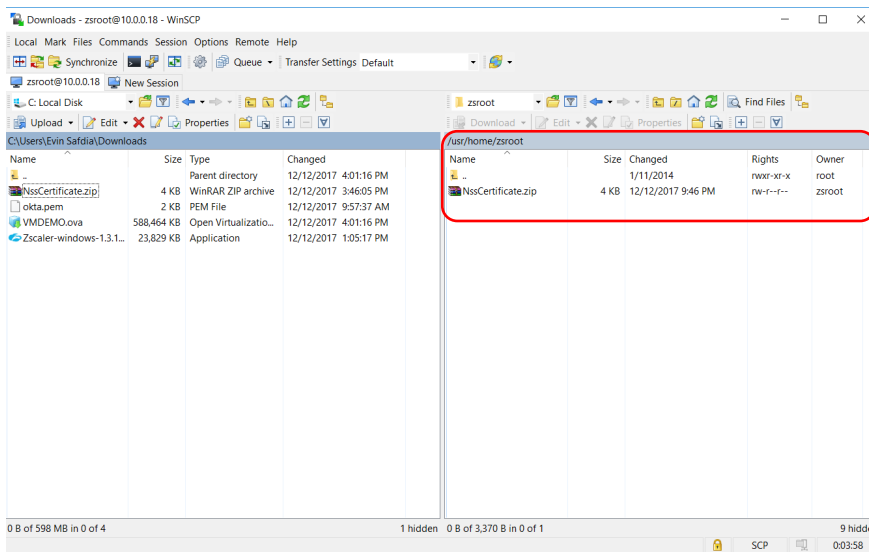 Downloads - zsroot@10.0.0.18 - WinSCP
Local Mark Files Commands Session Options Remote Help
Synchronize Queue Transfer Settings Default
zsroot@10.0.0.18 New Session
C: Local Disk zsroot Find Files
Upload Edit Properties Download Edit Properties
C:\Users\Evin Safdia\Downloads /usr/home/zsroot
Name Size Type Changed Name Size Changed Rights Owner
.. Parent directory 12/12/2017 4:01:16 PM .. 1/11/2014 rwxr-xr-x root
NssCertificate.zip 4 KB WinRAR ZIP archive 12/12/2017 3:46:05 PM NssCertificate.zip 4 KB 12/12/2017 9:46 PM rw-r--r-- zsroot
okta.pem 2 KB PEM File 12/12/2017 9:57:37 AM
VMDEMO.ova 588,464 KB Open Virtualizatio... 12/12/2017 4:01:16 PM
Zscaler-windows-1.3.1... 23,829 KB Application 12/12/2017 1:05:17 PM
0 B of 598 MB in 0 of 4 1 hidden 0 B of 3,370 B in 0 of 1 9 hidde
SCP 0:03:58